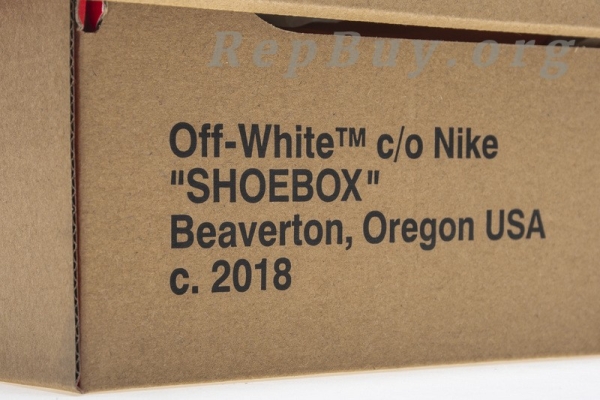 RepBuy.org
Off-White™ c/o Nike
"SHOEBOX"
Beaverton, Oregon USA
c. 2018